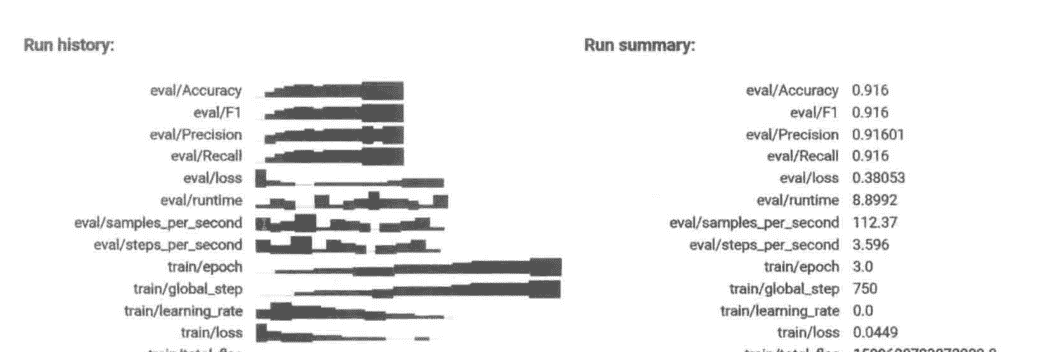 Run history:
Run summary:
eval/Accuracy
eval/F1
eval/Precision
eval/Recall
eval/loss
eval/runtime
eval/samples_per_second
eval/steps_per_second
train/epoch
train/global_step
train/learning_rate
train/loss
eval/Accuracy 0.916
eval/F1 0.916
eval/Precision 0.91601
eval/Recall 0.916
eval/loss 0.38053
eval/runtime 8.8992
eval/samples_per_second 112.37
eval/steps_per_second 3.596
train/epoch 3.0
train/global_step 750
train/learning_rate 0.0
train/loss 0.0449